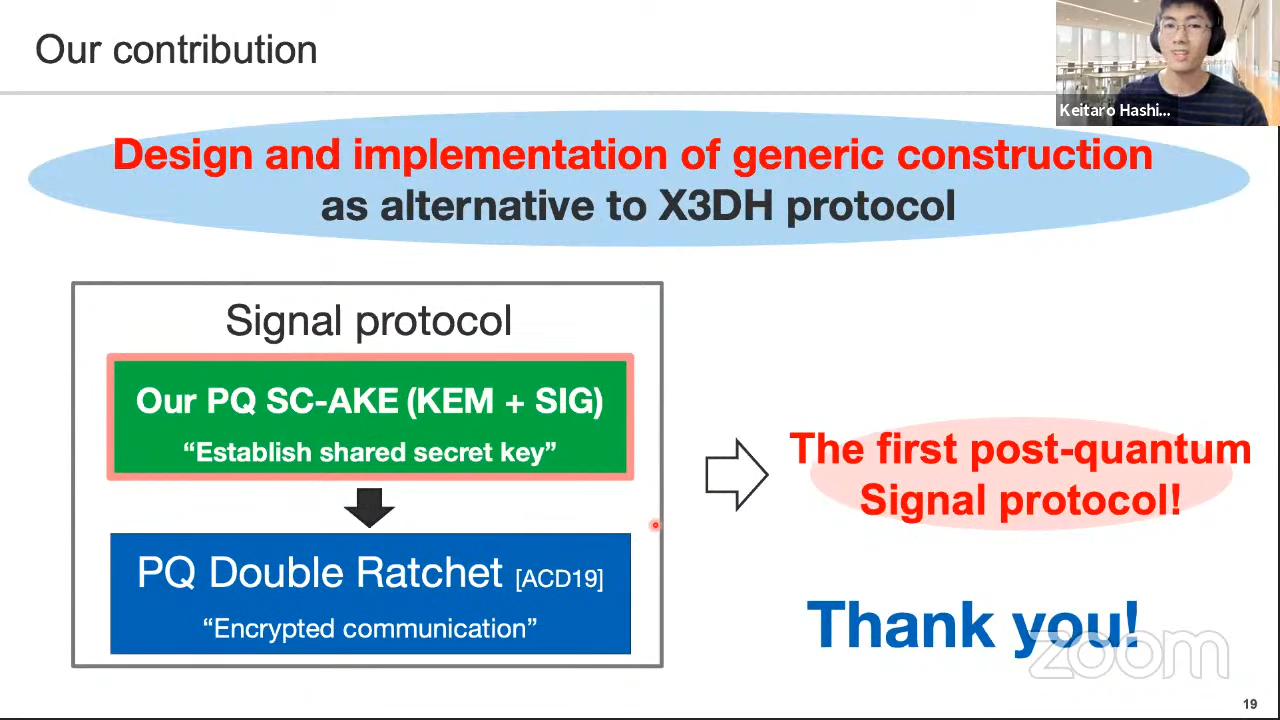 Our contribution
Keitaro Hashi...
Design and implementation of generic construction
as alternative to X3DH protocol
Signal protocol
Our PQ SC-AKE (KEM + SIG)
“Establish shared secret key”
PQ Double Ratchet [ACD19]
“Encrypted communication”
The first post-quantum
Signal protocol!
Thank you!
zoom
19